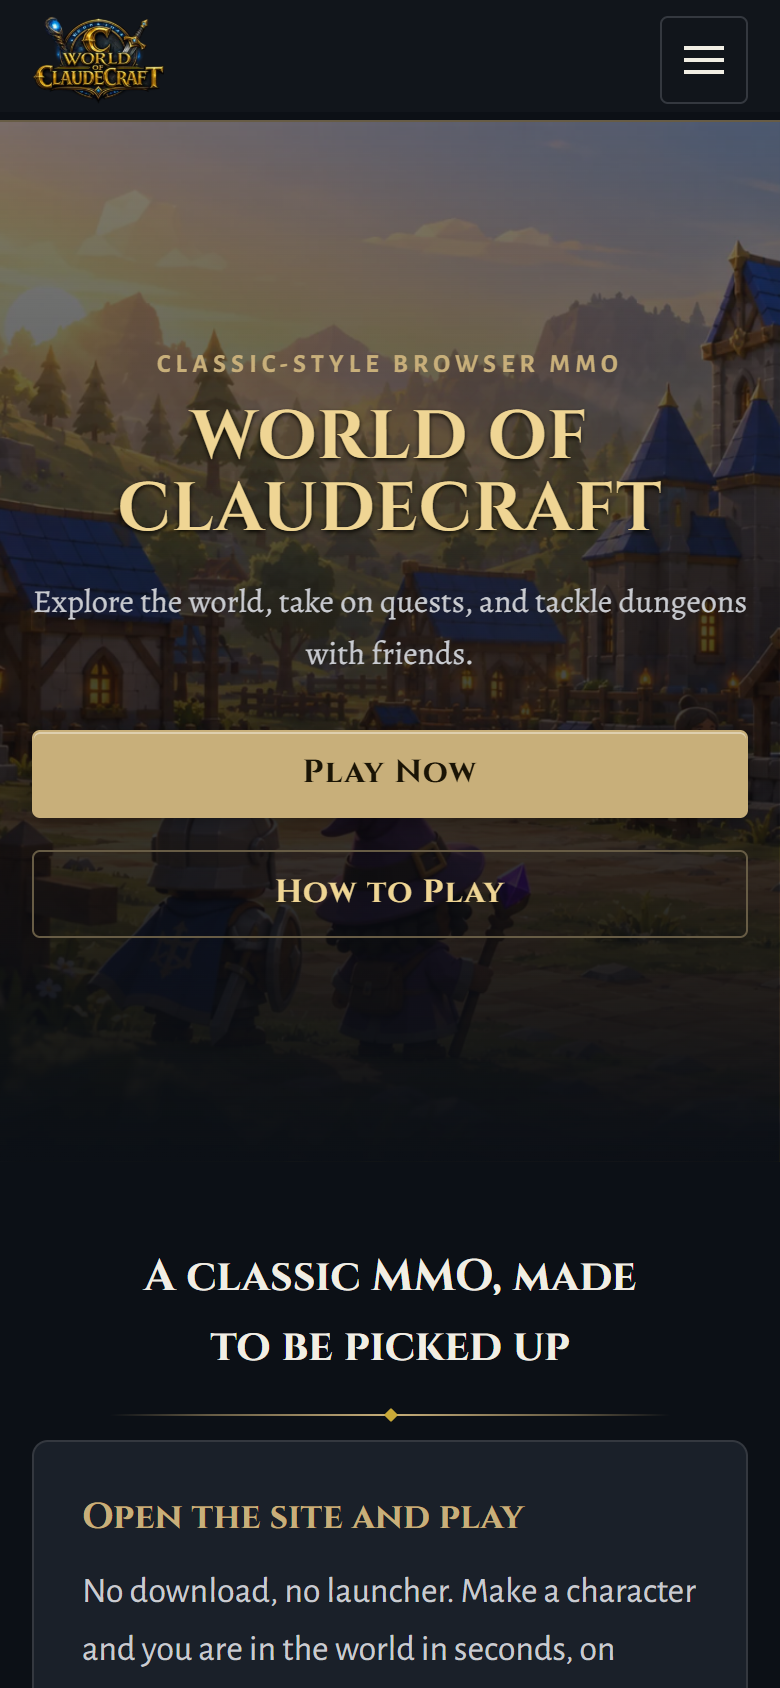 WORLD
OF
CLAUDECRAFT
CLASSIC-STYLE BROWSER MMO
WORLD OF
CLAUDECRAFT
Explore the world, take on quests, and tackle dungeons
with friends.
Play Now
How to Play
A classic MMO, made
to be picked up
Open the site and play
No download, no launcher. Make a character
and you are in the world in seconds, on